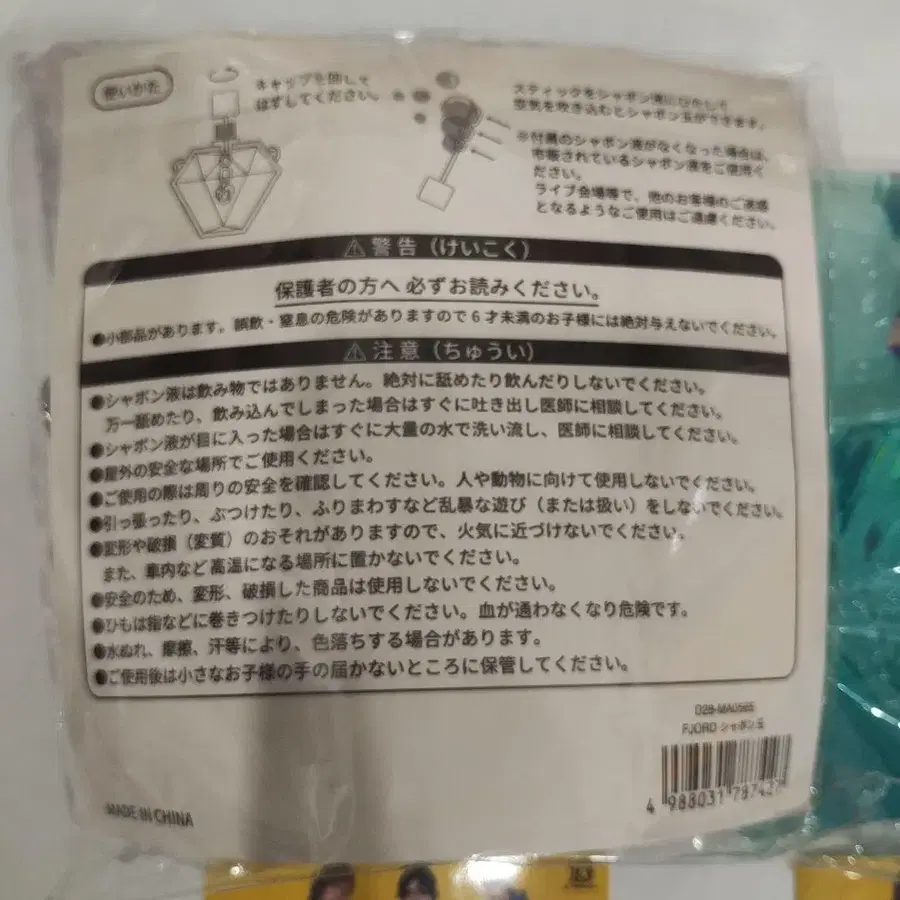 使いかた
キャップを回して
はずしてください。
スティックをシャボン液にひたして
空気を吹き込むとシャボン玉ができます。
※付属のシャボン液がなくなった場合は、
市販されているシャボン液をご使用く
ださい。
ライブ会場等で、他のお客様のご迷惑
となるようなご使用はご遠慮ください。
⚠警告（けいこく）
保護者の方へ 必ずお読みください。
●小部品があります。誤飲・窒息の危険がありますので６才未満のお子様には絶対与えないでください。
⚠注意（ちゅうい）
●シャボン液は飲み物ではありません。絶対に舐めたり飲んだりしないでください。
万一舐めたり、飲み込んでしまった場合はすぐに吐き出し医師に相談してください。
●シャボン液が目に入った場合はすぐに大量の水で洗い流し、医師に相談してください。
●屋外の安全な場所でご使用ください。
●ご使用の際は周りの安全を確認してください。人や動物に向けて使用しないでください。
●引っ張ったり、ぶつけたり、ふりまわすなど乱暴な遊び（または扱い）をしないでください。
●変形や破損（変質）のおそれがありますので、火気に近づけないでください。
また、車内など高温になる場所に置かないでください。
●安全のため、変形、破損した商品は使用しないでください。
●ひもは指などに巻きつけたりしないでください。血が通わなくなり危険です。
●水ぬれ、摩擦、汗等により、色落ちする場合があります。
●ご使用後は小さなお子様の手の届かないところに保管してください。
D28-MA0565
FJORD シャボン玉
4 988031 787427
MADE IN CHINA